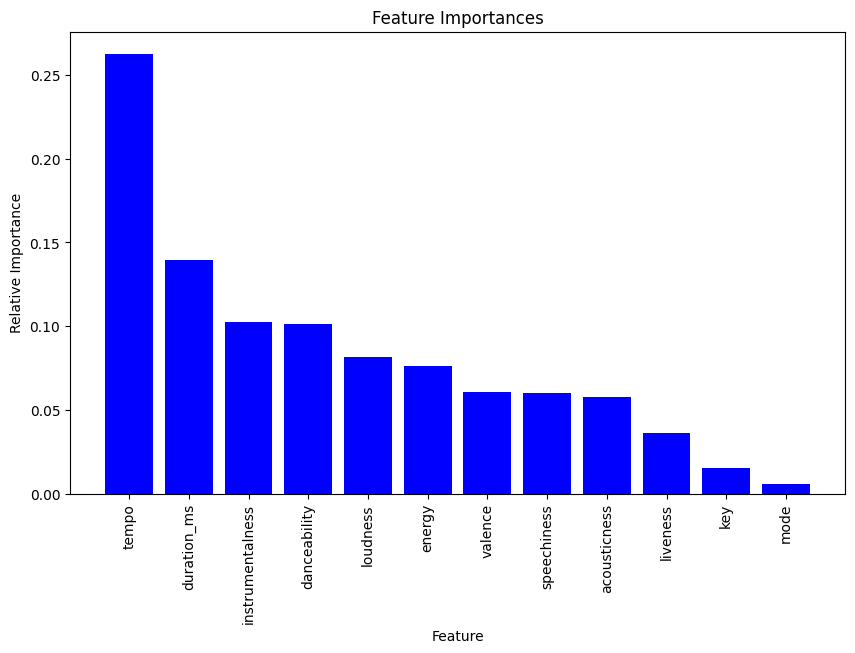 Feature Importances
Relative Importance
0.25
0.20
0.15
0.10
0.05
0.00
tempo
duration_ms
instrumentalness
danceability
loudness
energy
valence
speechiness
acousticness
liveness
key
mode
Feature